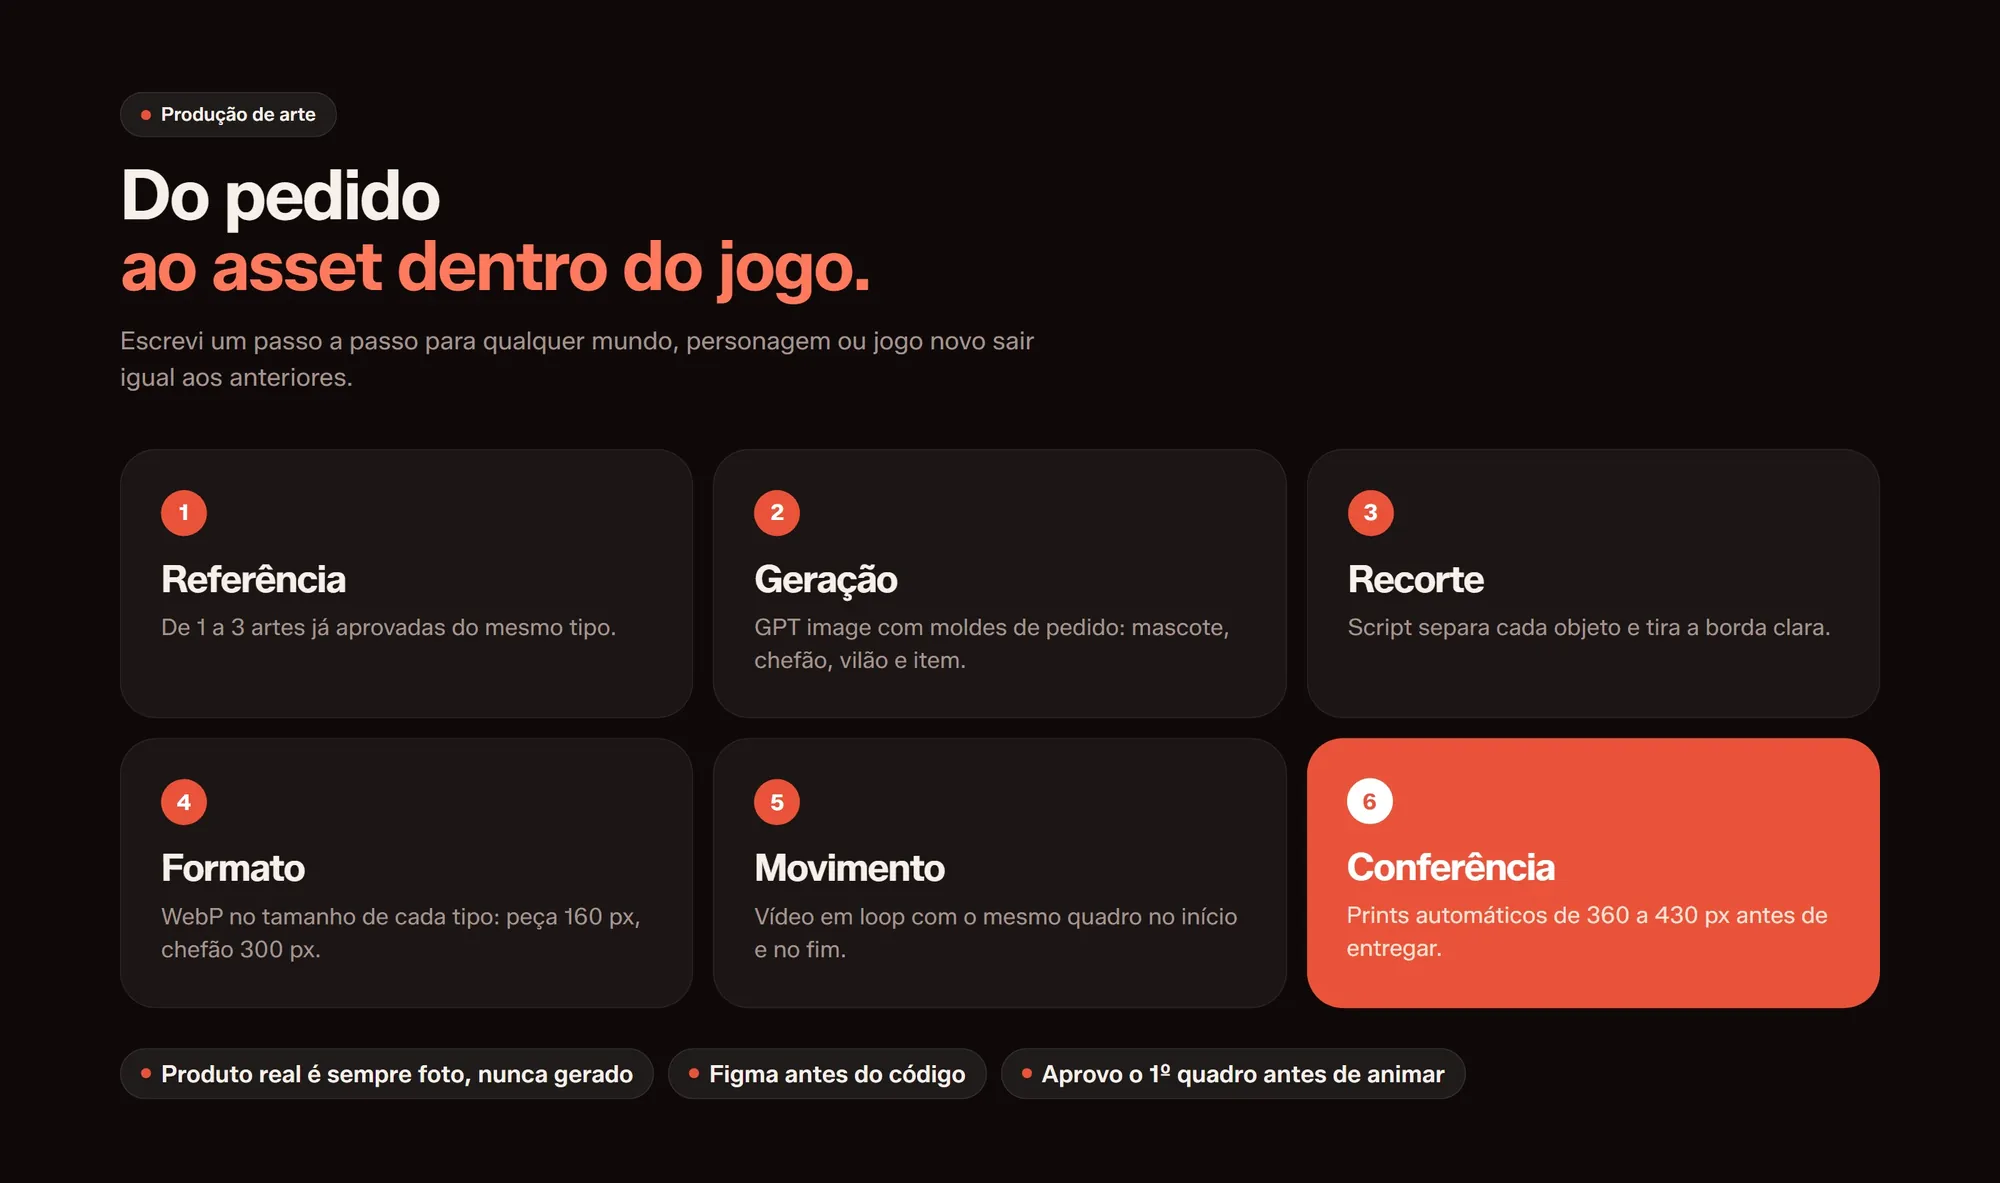 Produção de arte
Do pedido
ao asset dentro do jogo.
Escrevi um passo a passo para qualquer mundo, personagem ou jogo novo sair
igual aos anteriores.
1
Referência
De 1 a 3 artes já aprovadas do mesmo tipo.
2
Geração
GPT image com moldes de pedido: mascote,
chefão, vilão e item.
3
Recorte
Script separa cada objeto e tira a borda clara.
4
Formato
WebP no tamanho de cada tipo: peça 160 px,
chefão 300 px.
5
Movimento
Vídeo em loop com o mesmo quadro no início
e no fim.
6
Conferência
Prints automáticos de 360 a 430 px antes de
entregar.
Produto real é sempre foto, nunca gerado
Figma antes do código
Aprovo o 1º quadro antes de animar